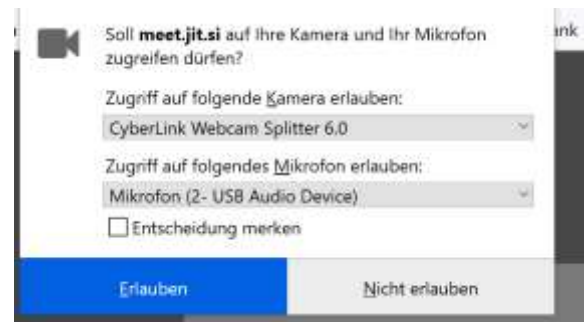 Soll meet.jit.si auf Ihre Kamera und Ihr Mikrofon
zugreifen dürfen?
Zugriff auf folgende Kamera erlauben:
CyberLink Webcam Splitter 6.0
Zugriff auf folgendes Mikrofon erlauben:
Mikrofon (2- USB Audio Device)
Entscheidung merken
Erlauben
Nicht erlauben